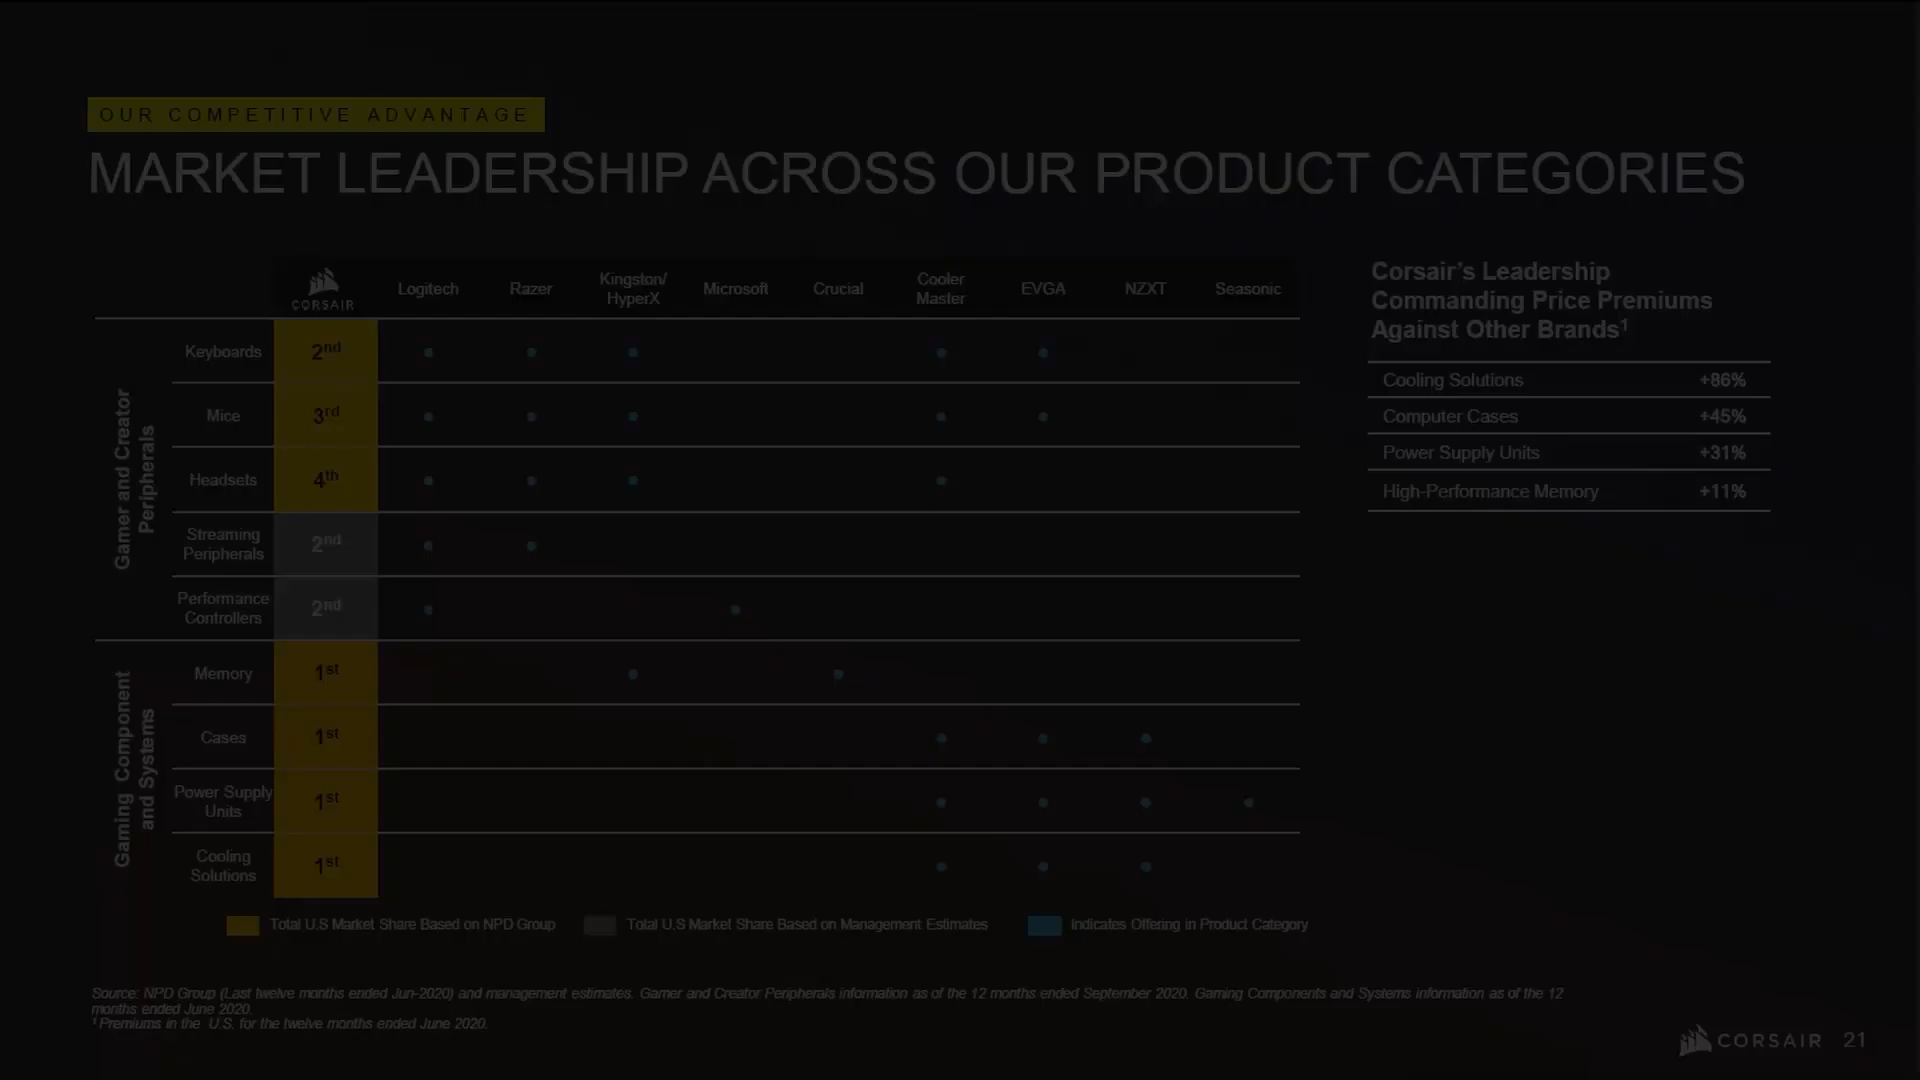 OUR COMPETITIVE ADVANTAGE
MARKET LEADERSHIP ACROSS OUR PRODUCT CATEGORIES
CORSAIR
Logitech
Razer
Kingston/
HyperX
Microsoft
Crucial
Cooler
Master
EVGA
NZXT
Seasonic
Gamer and Creator
Peripherals
Keyboards 2nd
Mice 3rd
Headsets 4th
Streaming
Peripherals
2nd
Performance
Controllers
2nd
Gaming Component
and Systems
Memory 1st
Cases 1st
Power Supply
Units
1st
Cooling
Solutions
1st
Total U.S Market Share Based on NPD Group
Total U.S Market Share Based on Management Estimates
Indicates Offering in Product Category
Corsair's Leadership
Commanding Price Premiums
Against Other Brands¹
Cooling Solutions +86%
Computer Cases +45%
Power Supply Units +31%
High-Performance Memory +11%
Source: NPD Group (Last twelve months ended Jun-2020) and management estimates. Gamer and Creator Peripherals information as of the 12 months ended September 2020. Gaming Components and Systems information as of the 12
months ended June 2020.
¹ Premiums in the U.S. for the twelve months ended June 2020.
CORSAIR 21